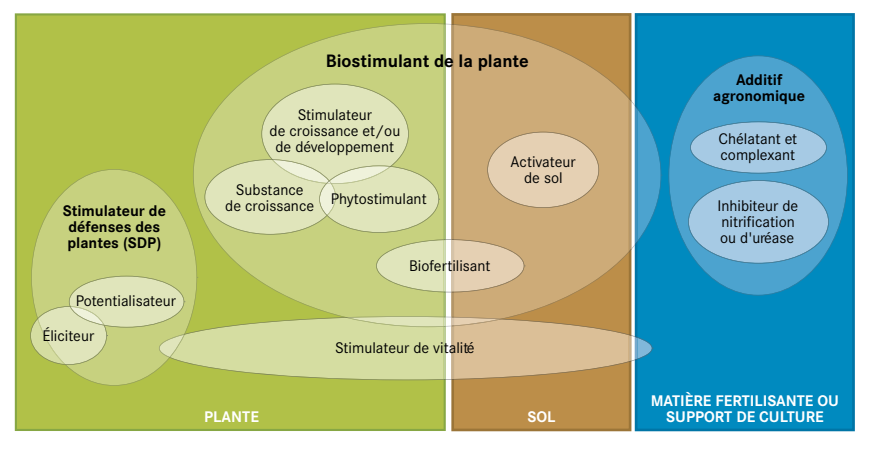 Biostimulant de la plante
Stimulateur
de croissance et/ou
de développement
Substance
de croissance
Phytostimulant
Biofertilisant
Stimulateur de
défenses des
plantes (SDP)
Potentialisateur
Éliciteur
Stimulateur de vitalité
Activateur
de sol
Additif
agronomique
Chélatant et
complexant
Inhibiteur de
nitrification
ou d'uréase
PLANTE
SOL
MATIÈRE FERTILISANTE OU
SUPPORT DE CULTURE